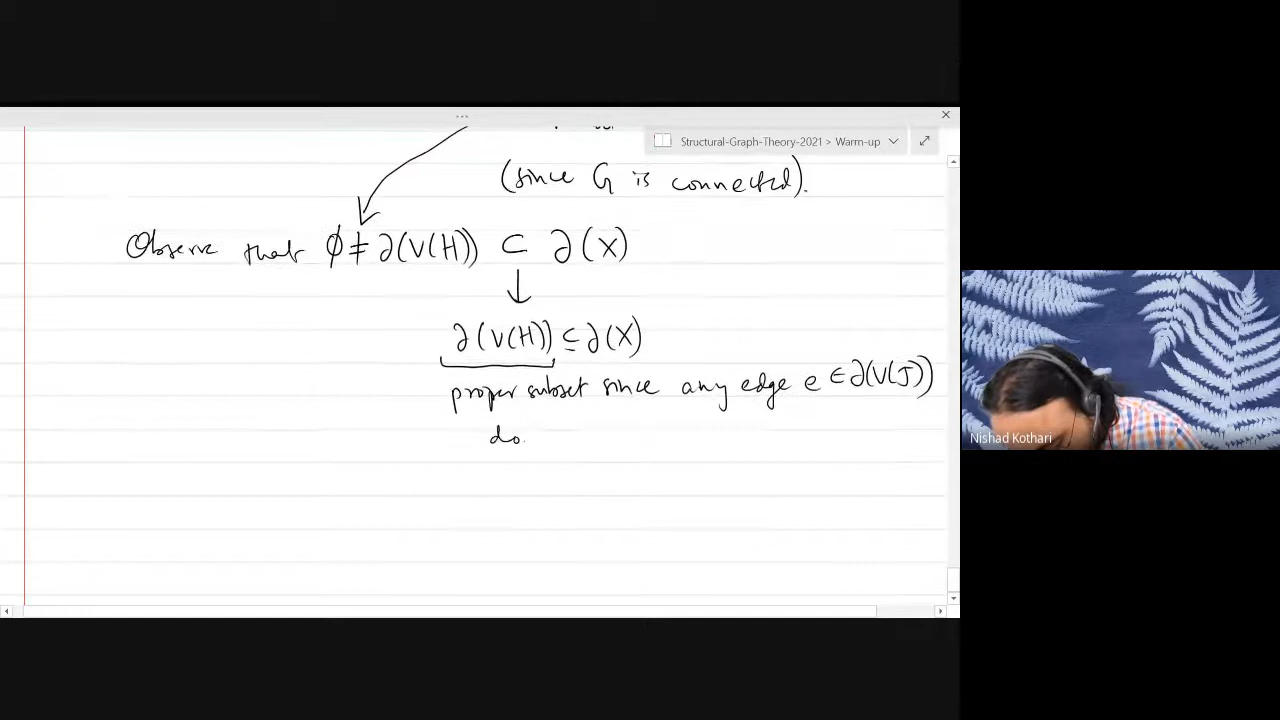 Structural-Graph-Theory-2021 > Warm-up
(since G is connected).
Observe that ∅ ≠ ∂(V(H)) ⊂ ∂(X)
∂(V(H)) ⊆ ∂(X)
proper subset since any edge e ∈ ∂(V(J))
do
Nishad Kothari